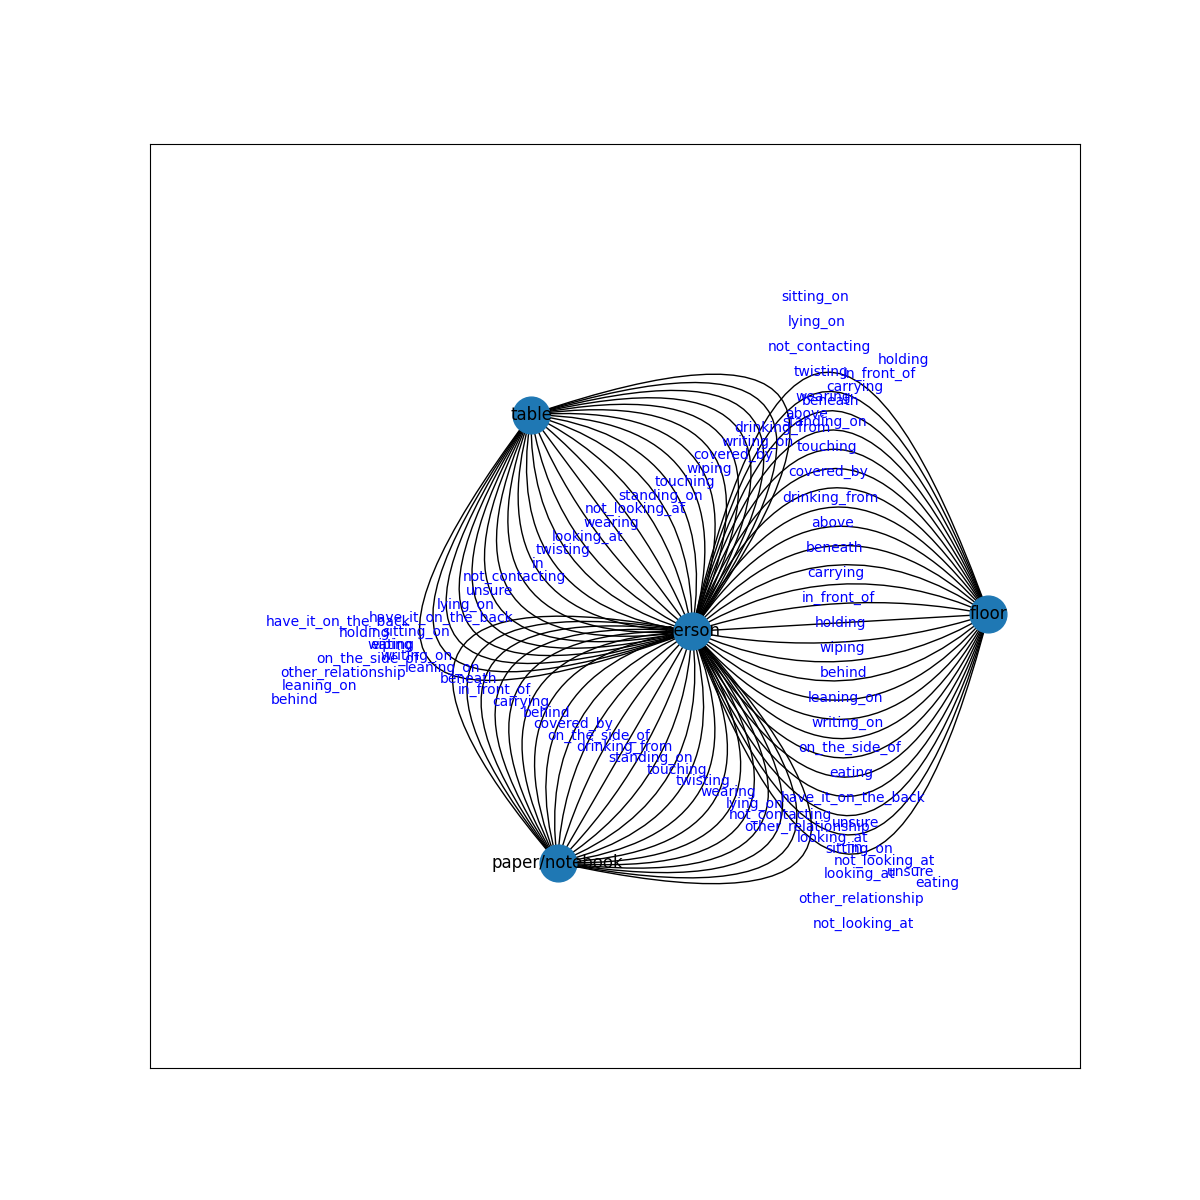 sitting_on
lying_on
not_contacting
holding
twisting
in_front_of
carrying
wearing
beneath
above
table
standing_on
drinking_from
writing_on
touching
covered_by
wiping
covered_by
touching
standing_on
drinking_from
not_looking_at
wearing
above
looking_at
twisting
beneath
in
carrying
not_contacting
unsure
in_front_of
lying_on
floor
have_it_on_the_back
have_it_on_the_back
holding
holding
sitting_on
erson
eating
wiping
wiping
writing_on
on_the_side_of
leaning_on
other_relationship
behind
beneath
leaning_on
in_front_of
behind
leaning_on
carrying
behind
writing_on
covered_by
on_the_side_of
drinking_from
on_the_side_of
standing_on
touching
eating
twisting
wearing
have_it_on_the_back
lying_on
not_contacting
unsure
other_relationship
looking_at
sitting_on
in
not_looking_at
paper/notebook
unsure
looking_at
eating
other_relationship
not_looking_at